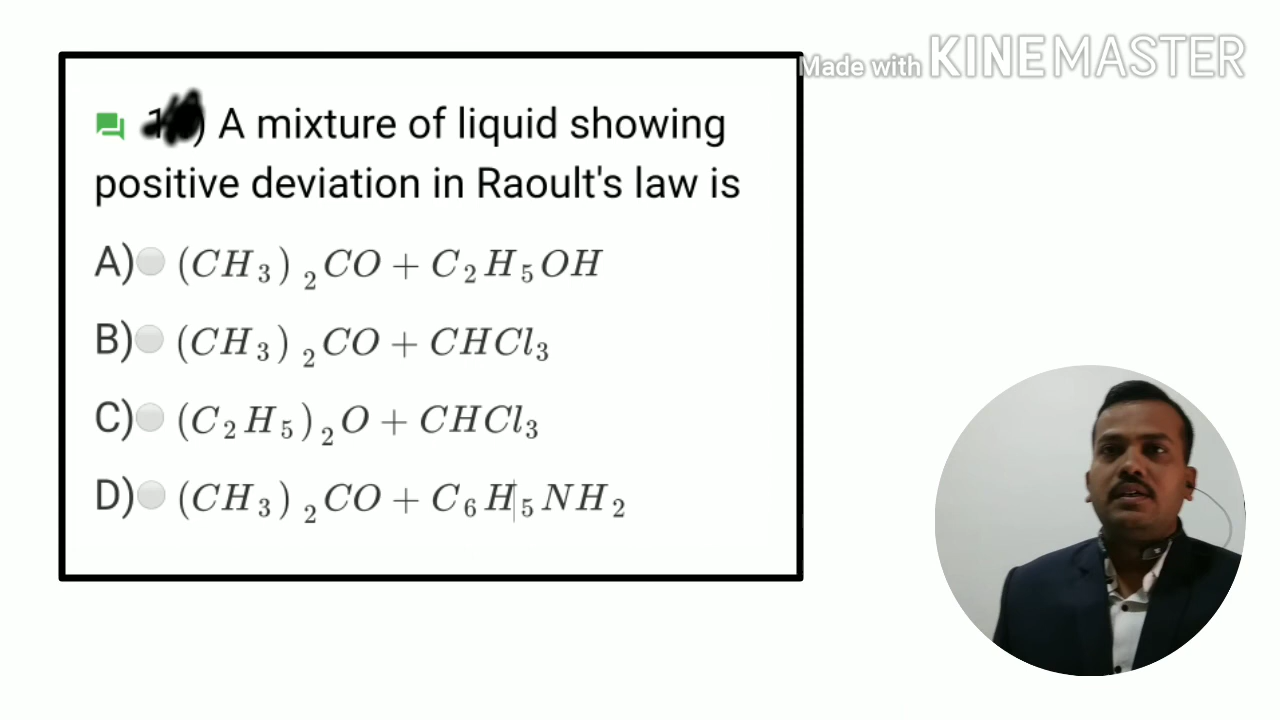 Made with KINEMASTER
A mixture of liquid showing
positive deviation in Raoult's law is
A) (CH₃)₂CO + C₂H₅OH
B) (CH₃)₂CO + CHCl₃
C) (C₂H₅)₂O + CHCl₃
D) (CH₃)₂CO + C₆H₅NH₂